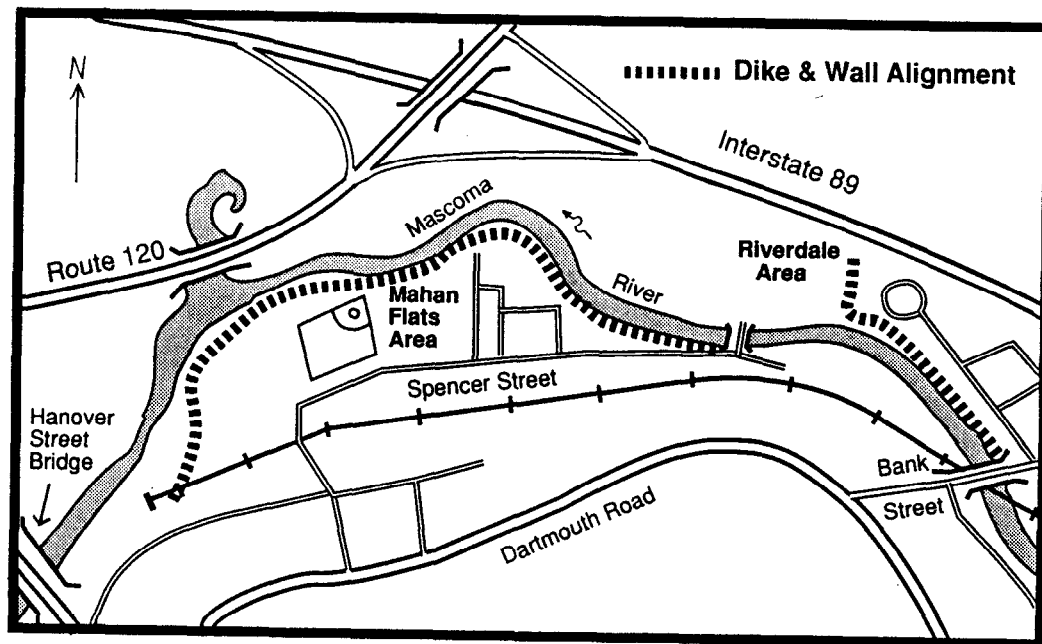 N
Dike & Wall Alignment
Interstate 89
Route 120
Mascoma
River
Riverdale
Area
Mahan
Flats
Area
Spencer Street
Hanover
Street
Bridge
Bank
Street
Dartmouth Road